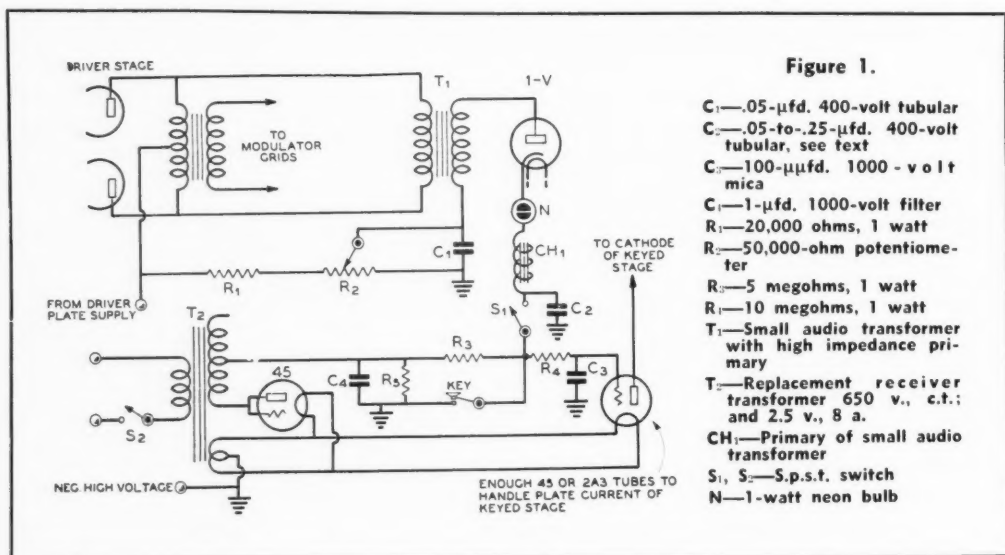 DRIVER STAGE
T₁
1-V
TO
MODULATOR
GRIDS
N
C₁
CH₁
TO CATHODE
OF KEYED
STAGE
R₁
R₂
S₁
C₂
FROM DRIVER
PLATE SUPPLY
T₂
45
R₃
R₄
C₃
C₄
R₅
KEY
S₂
NEG. HIGH VOLTAGE
ENOUGH 45 OR 2A3 TUBES TO
HANDLE PLATE CURRENT OF
KEYED STAGE
Figure 1.
C₁—.05-μfd. 400-volt tubular
C₂—.05-to-.25-μfd. 400-volt
tubular, see text
C₃—100-μμfd. 1000-volt
mica
C₄—1-μfd. 1000-volt filter
R₁—20,000 ohms, 1 watt
R₂—50,000-ohm potentiome-
ter
R₃—5 megohms, 1 watt
R₄—10 megohms, 1 watt
T₁—Small audio transformer
with high impedance pri-
mary
T₂—Replacement receiver
transformer 650 v., c.t.;
and 2.5 v., 8 a.
CH₁—Primary of small audio
transformer
S₁, S₂—S.p.s.t. switch
N—1-watt neon bulb